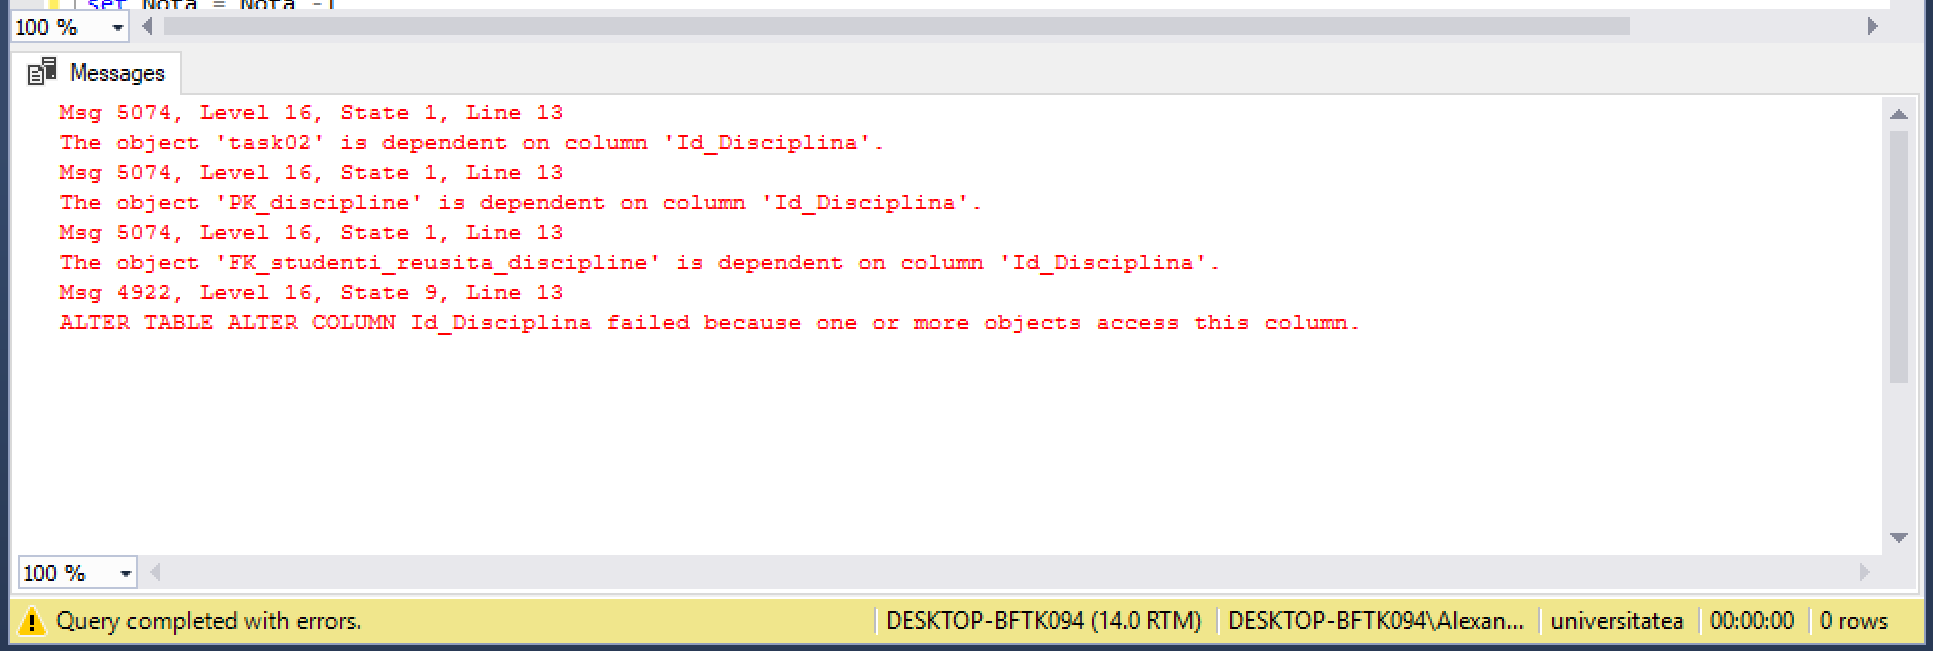 set Nota = Nota -1
100 %
Messages
Msg 5074, Level 16, State 1, Line 13
The object 'task02' is dependent on column 'Id_Disciplina'.
Msg 5074, Level 16, State 1, Line 13
The object 'PK_discipline' is dependent on column 'Id_Disciplina'.
Msg 5074, Level 16, State 1, Line 13
The object 'FK_studenti_reusita_discipline' is dependent on column 'Id_Disciplina'.
Msg 4922, Level 16, State 9, Line 13
ALTER TABLE ALTER COLUMN Id_Disciplina failed because one or more objects access this column.
100 %
Query completed with errors. DESKTOP-BFTK094 (14.0 RTM) DESKTOP-BFTK094\Alexan... universitatea 00:00:00 0 rows